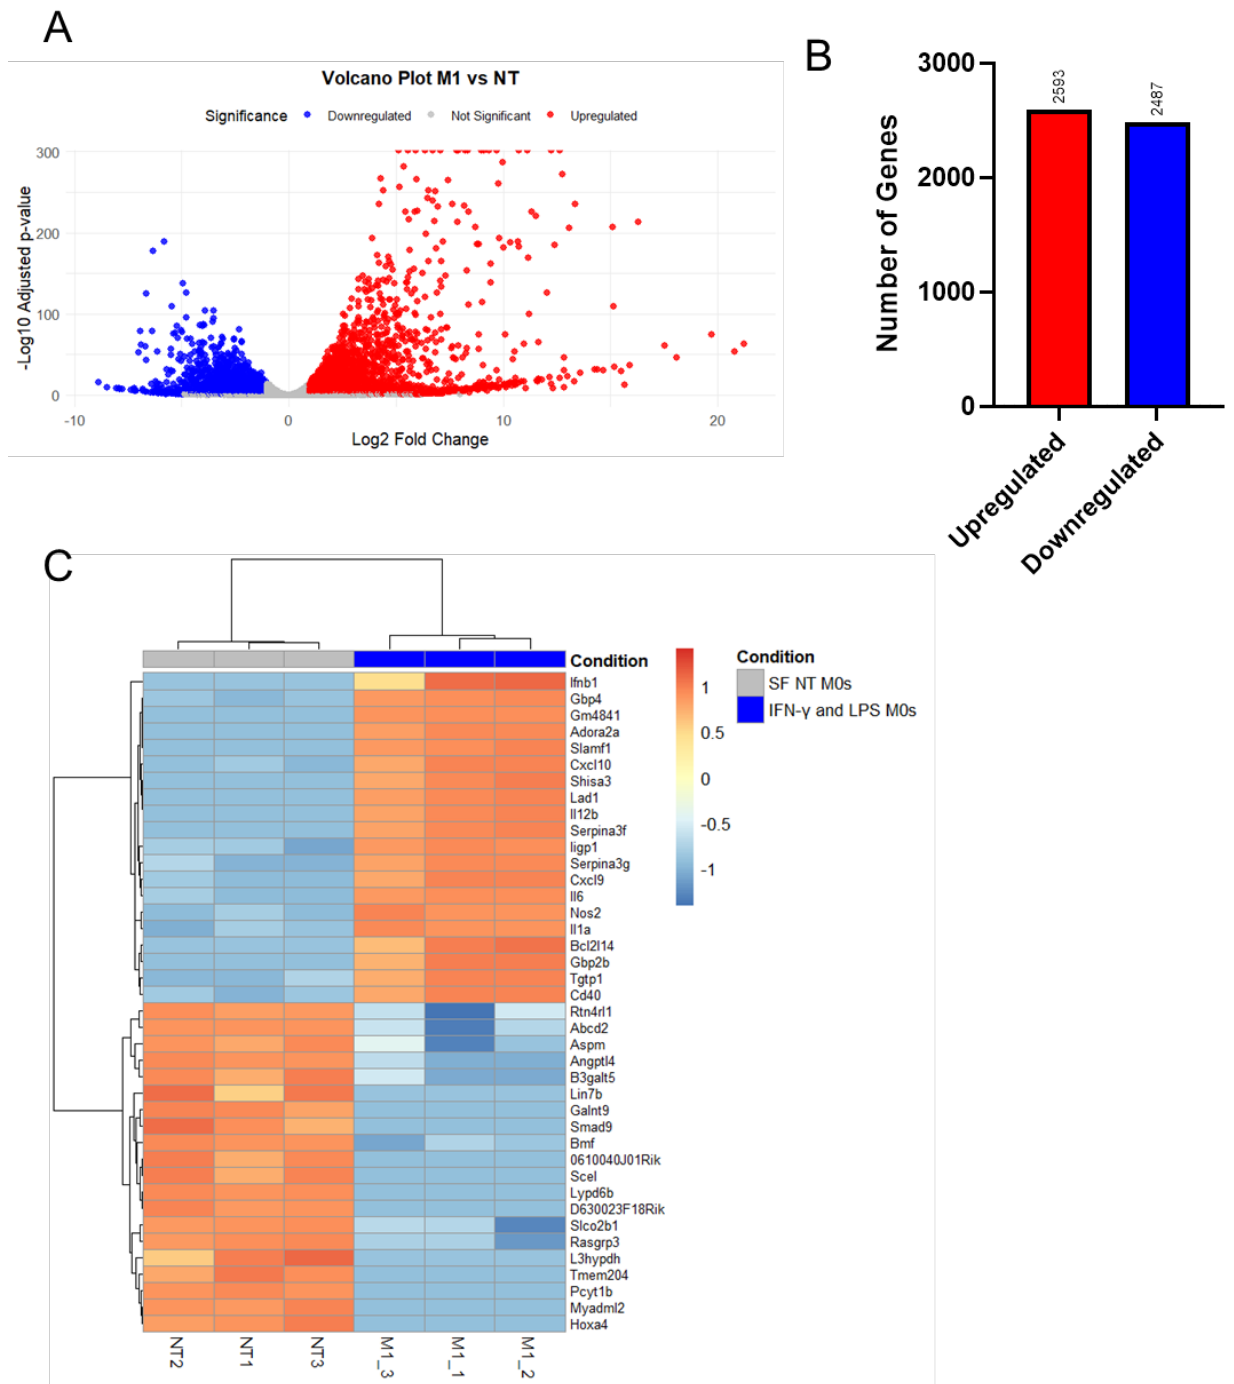 A
Volcano Plot M1 vs NT
Significance Downregulated Not Significant Upregulated
300
200
100
0
-Log10 Adjusted p-value
-10 0 10 20
Log2 Fold Change
B
3000
2000
1000
0
Number of Genes
2593
2487
Upregulated
Downregulated
C
Condition
Ifnb1
Gbp4
Gm4841
Adora2a
Slamf1
Cxcl10
Shisa3
Lad1
Il12b
Serpina3f
Iigp1
Serpina3g
Cxcl9
Il6
Nos2
Il1a
Bcl2l14
Gbp2b
Tgtp1
Cd40
Rtn4rl1
Abcd2
Aspm
Angptl4
B3galt5
Lin7b
Galnt9
Smad9
Bmf
0610040J01Rik
Scel
Lypd6b
D630023F18Rik
Slco2b1
Rasgrp3
L3hypdh
Tmem204
Pcyt1b
Myadml2
Hoxa4
NT2
NT1
NT3
M1_3
M1_1
M1_2
1
0.5
0
-0.5
-1
Condition
SF NT M0s
IFN-γ and LPS M0s